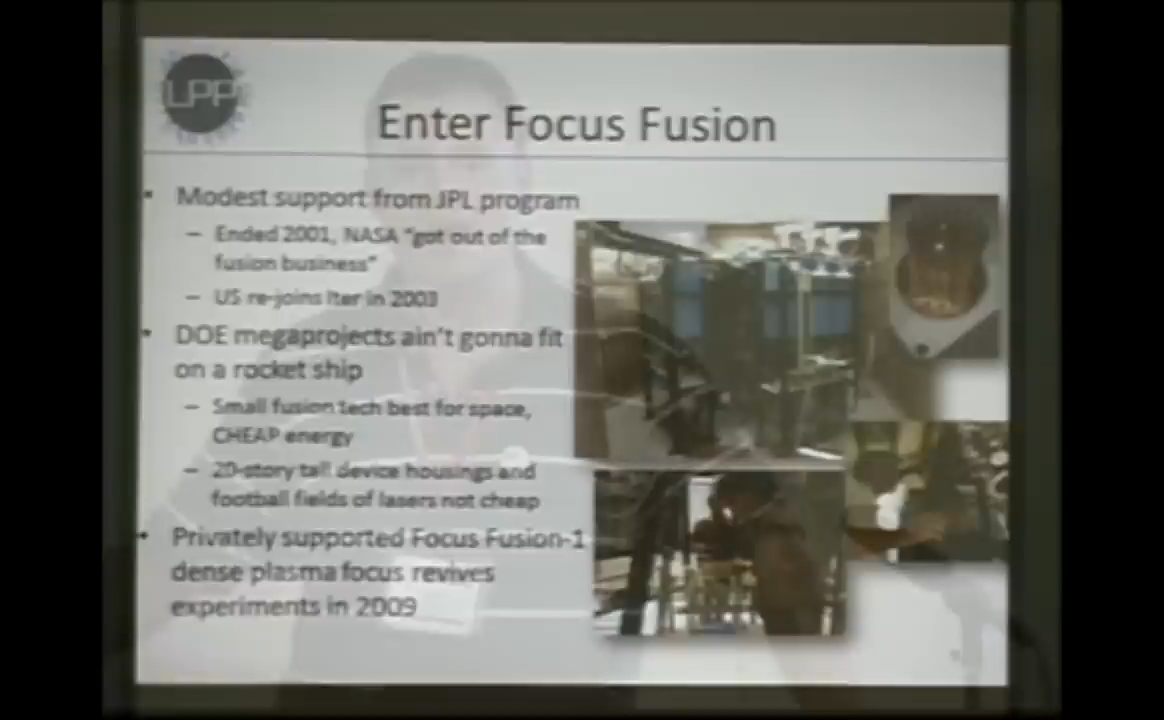 LPP
Enter Focus Fusion
• Modest support from JPL program
– Ended 2001, NASA "got out of the
fusion business"
– US re-joins Iter in 2003
• DOE megaprojects ain't gonna fit
on a rocket ship
– Small fusion tech best for space,
CHEAP energy
– 20-story tall device housings and
football fields of lasers not cheap
• Privately supported Focus Fusion-1
dense plasma focus revives
experiments in 2009